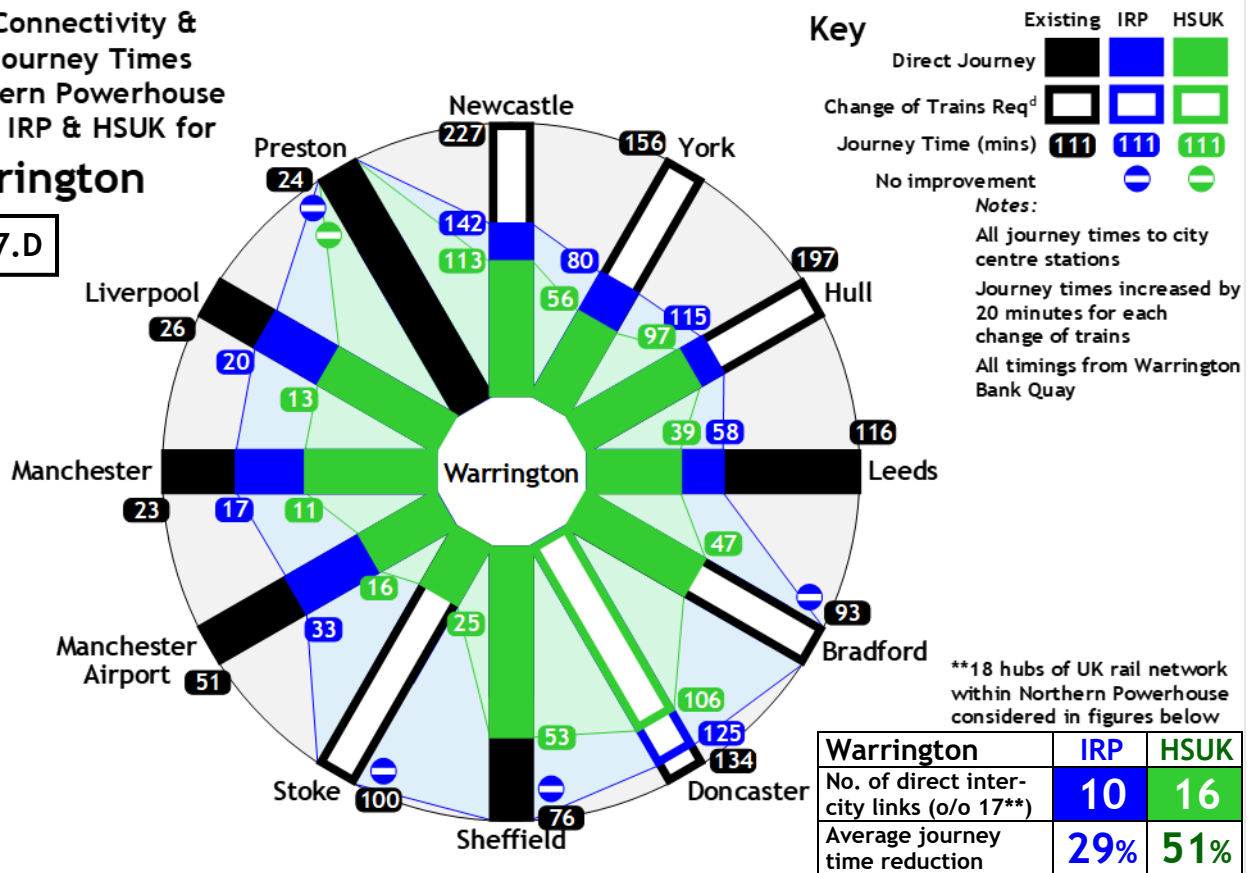 Connectivity &
ourney Times
ern Powerhouse
IRP & HSUK for
rington
7.D
Key
Existing IRP HSUK
Direct Journey
Change of Trains Reqd
Journey Time (mins) 111 111 111
No improvement
Notes:
All journey times to city
centre stations
Journey times increased by
20 minutes for each
change of trains
All timings from Warrington
Bank Quay
Newcastle
227
142
113
156 York
80
56
197
Hull
115
97
116
Leeds
58
39
47
93
Bradford
106
125
134
Doncaster
53
76
Sheffield
25
Stoke
100
16
33
Manchester
Airport
51
11
17
23
Manchester
13
20
26
Liverpool
Preston
24
Warrington
**18 hubs of UK rail network
within Northern Powerhouse
considered in figures below
Warrington IRP HSUK
No. of direct inter-
city links (o/o 17**) 10 16
Average journey
time reduction 29% 51%